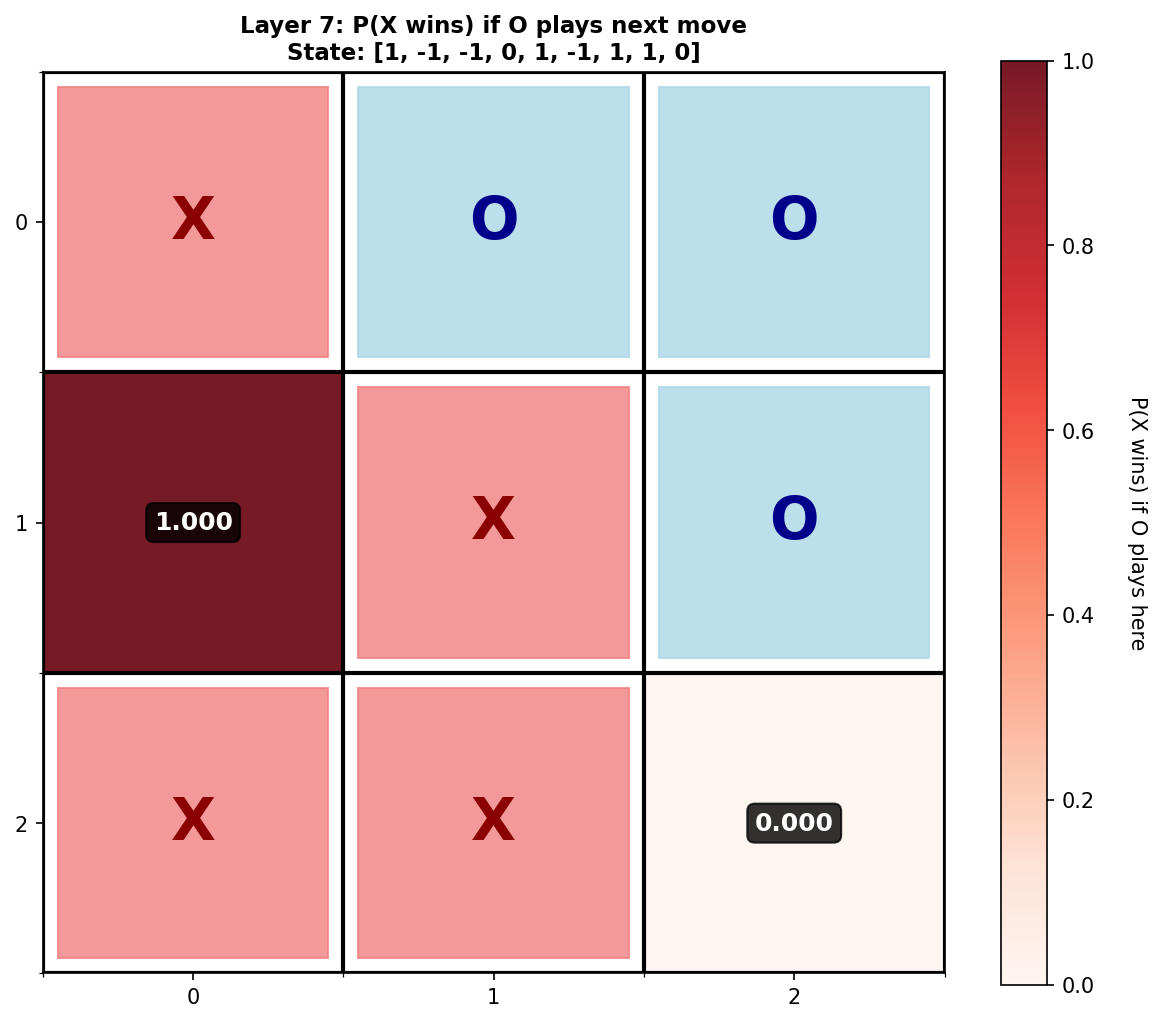 Layer 7: P(X wins) if O plays next move
State: [1, -1, -1, 0, 1, -1, 1, 1, 0]
0
X
O
O
1
1.000
X
O
2
X
X
0.000
0
1
2
1.0
0.8
0.6
0.4
0.2
0.0
P(X wins) if O plays here